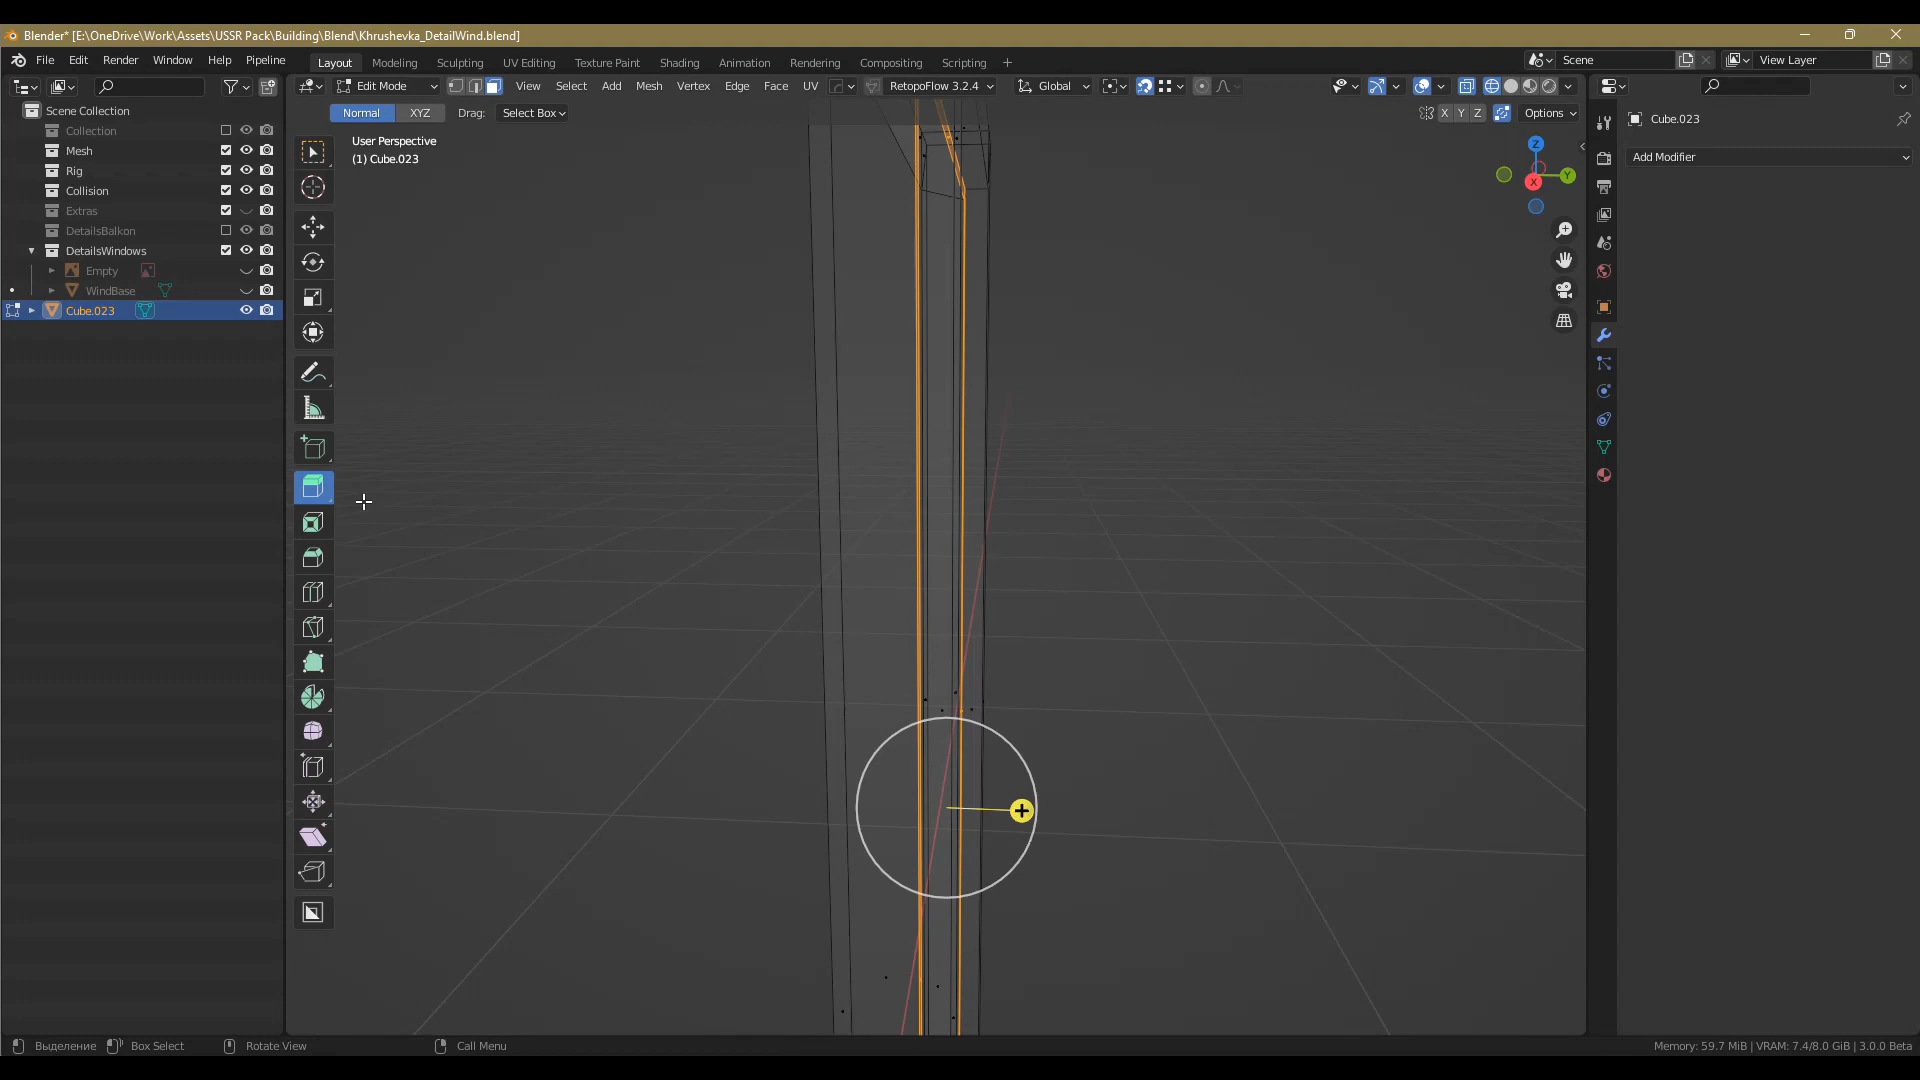 Blender* [E:\OneDrive\Work\Assets\USSR Pack\Building\Blend\Khrushevka_DetailWind.blend]
File Edit Render Window Help Pipeline
Layout Modeling Sculpting UV Editing Texture Paint Shading Animation Rendering Compositing Scripting +
Scene
View Layer
Edit Mode View Select Add Mesh Vertex Edge Face UV RetopoFlow 3.2.4 Global
Normal XYZ Drag: Select Box
X Y Z Options
Scene Collection
Collection
Mesh
Rig
Collision
Extras
DetailsBalkon
DetailsWindows
Empty
WindBase
Cube.023
User Perspective
(1) Cube.023
Z
Y
X
Cube.023
Add Modifier
Выделение Box Select Rotate View Call Menu
Memory: 59.7 MiB | VRAM: 7.4/8.0 GiB | 3.0.0 Beta